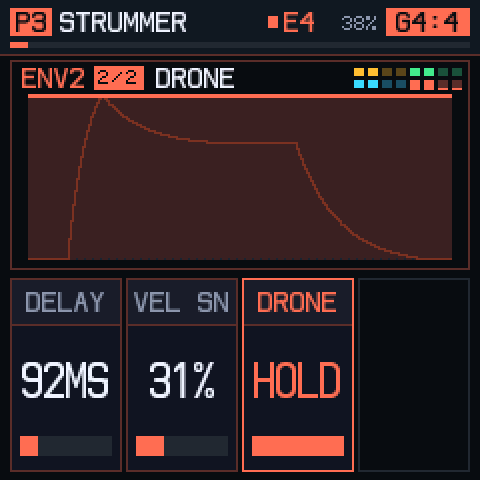 P3 STRUMMER E4 38% G4:4
ENV2 2/2 DRONE
DELAY VEL SN DRONE
92MS 31% HOLD